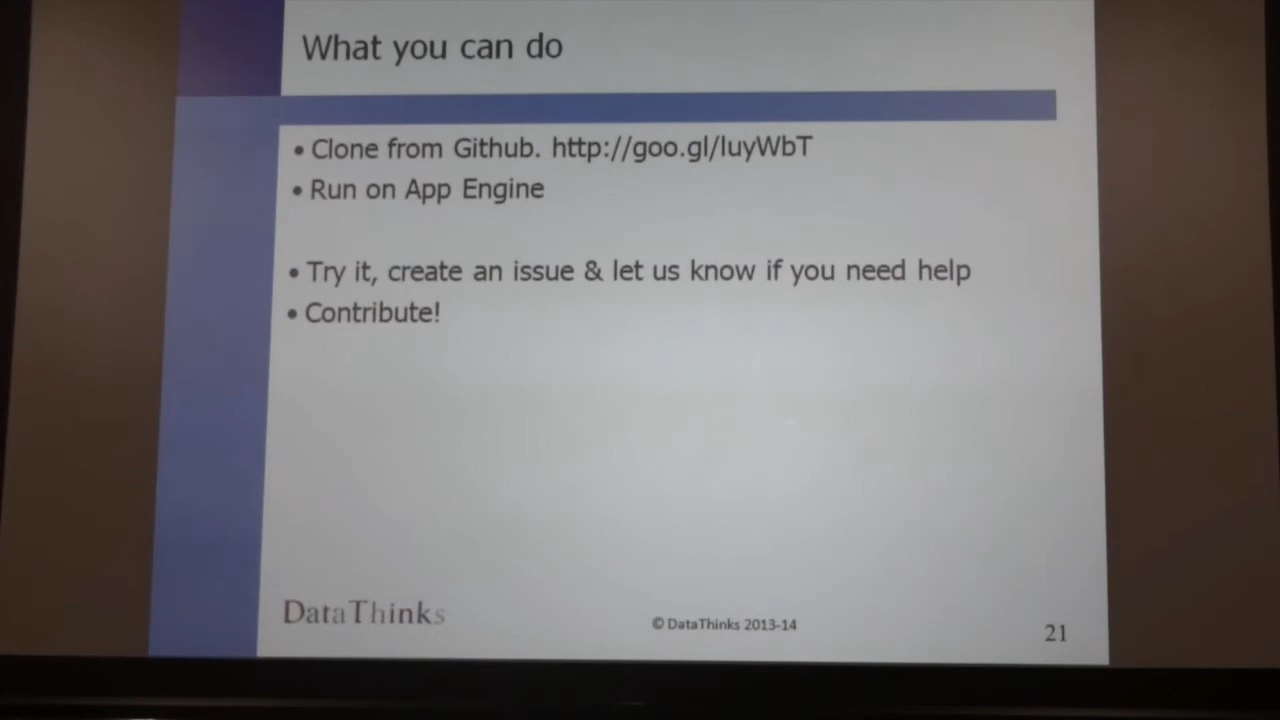 What you can do
• Clone from Github. http://goo.gl/luyWbT
• Run on App Engine
• Try it, create an issue & let us know if you need help
• Contribute!
DataThinks
© DataThinks 2013-14
21